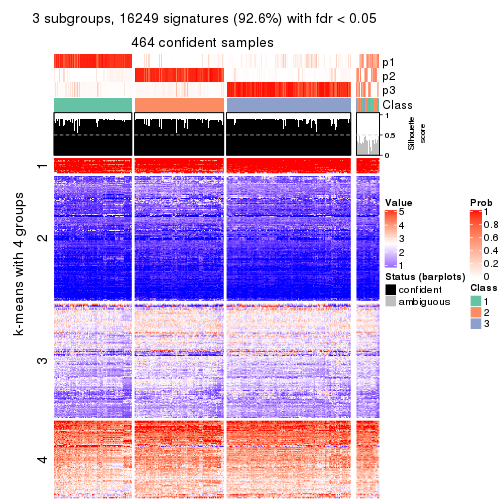 3 subgroups, 16249 signatures (92.6%) with fdr < 0.05
464 confident samples
p1
p2
p3
Class
1
0.5
0
Silhouette
score
k-means with 4 groups
1
2
3
4
Value
5
4
3
2
1
Status (barplots)
confident
ambiguous
Prob
1
0.8
0.6
0.4
0.2
0
Class
1
2
3